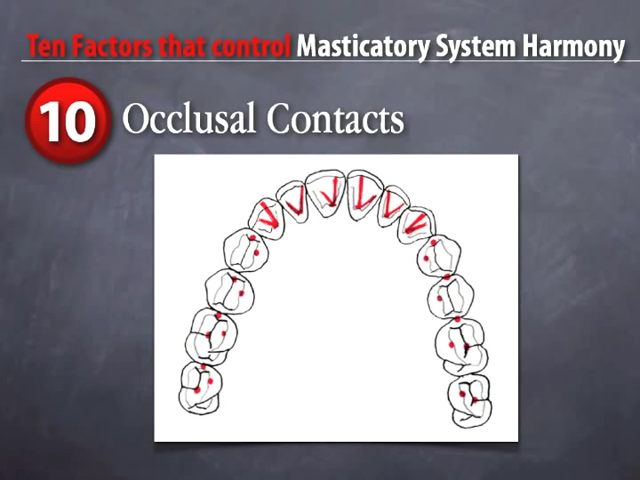 Ten Factors that control Masticatory System Harmony
10 Occlusal Contacts